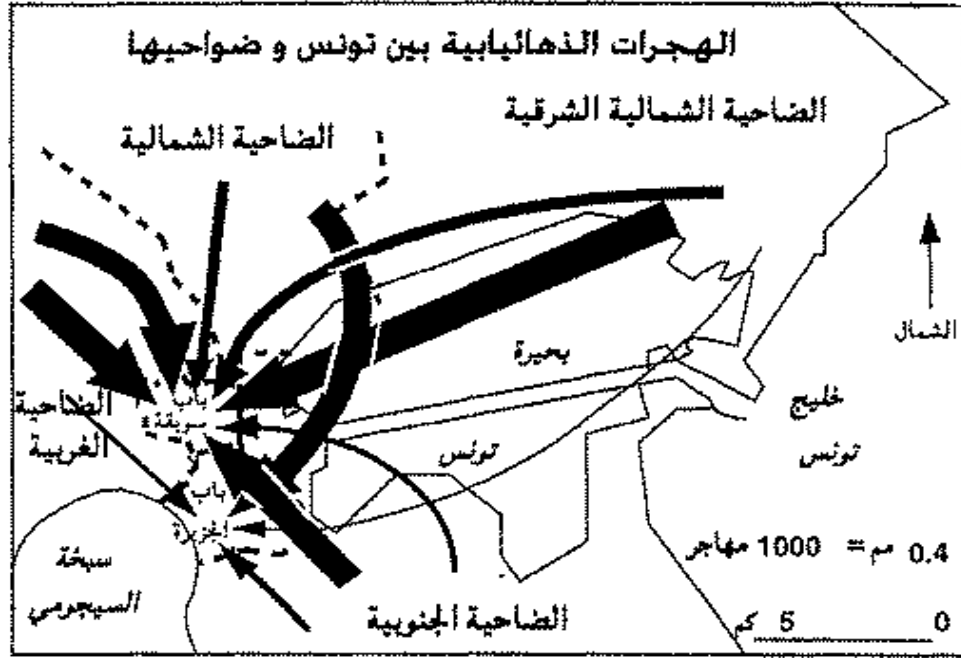 الهجرات الذهائيابية بين تونس و ضواحيها
الضاحية الشمالية الشرقية
الضاحية الشمالية
الشمال
بحيرة
تونس
خليج
تونس
الضاحية
الغربية
باب
سويقة
باب
الجزيرة
سبخة
السيجومي
الضاحية الجنوبية
0.4 مم = 1000 مهاجر
0 5 كم